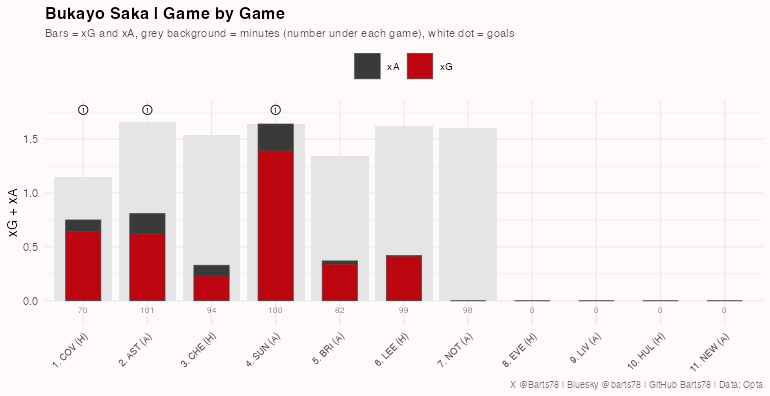 Bukayo Saka | Game by Game
Bars = xG and xA, grey background = minutes (number under each game), white dot = goals
xA xG
1 1 1
xG + xA
1.5
1.0
0.5
0.0
70 101 94 100 82 99 98 0 0 0 0
1. COV (H)
2. AST (A)
3. CHE (H)
4. SUN (A)
5. BRI (A)
6. LEE (H)
7. NOT (A)
8. EVE (H)
9. LIV (A)
10. HUL (H)
11. NEW (A)
X @Barts78 | Bluesky @barts78 | GitHub Barts78 | Data: Opta